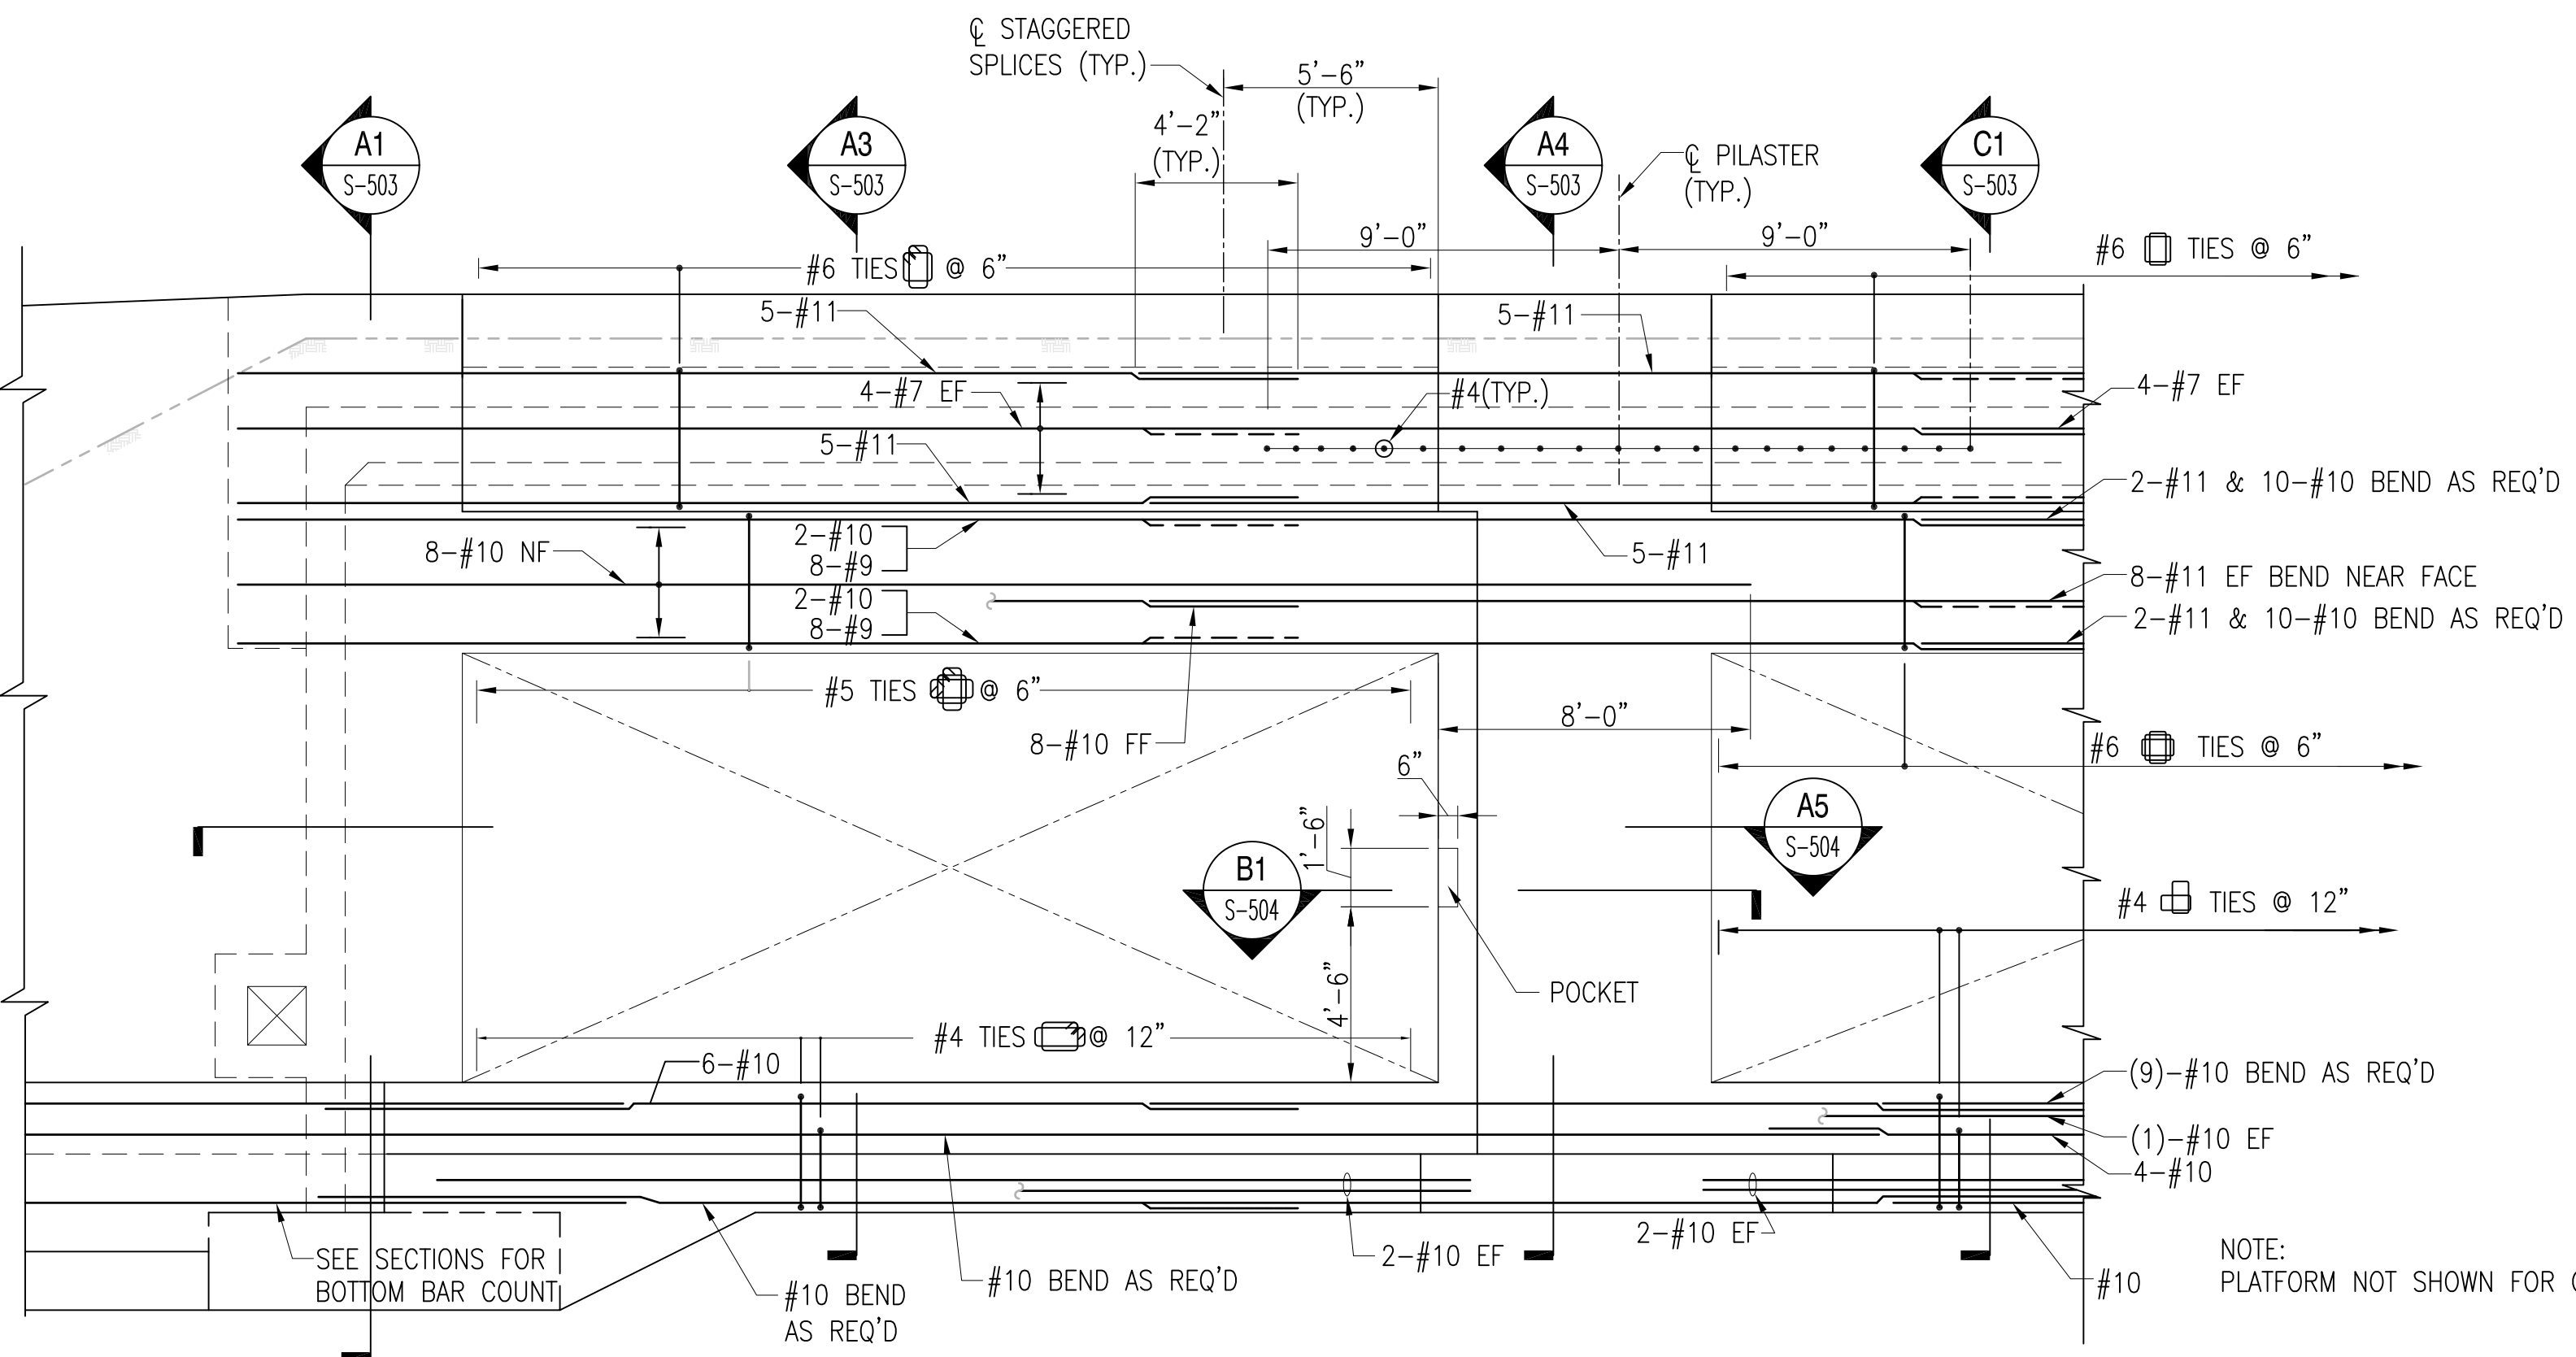 ℄ STAGGERED
SPLICES (TYP.)
5'-6"
(TYP.)
4'-2"
(TYP.)
A1
S-503
A3
S-503
A4
S-503
C1
S-503
℄ PILASTER
(TYP.)
9'-0"
9'-0"
#6 TIES @ 6"
#6 TIES @ 6"
5-#11
5-#11
4-#7 EF
#4(TYP.)
4-#7 EF
5-#11
2-#11 & 10-#10 BEND AS REQ'D
2-#10
8-#9
8-#10 NF
5-#11
8-#11 EF BEND NEAR FACE
2-#10
8-#9
2-#11 & 10-#10 BEND AS REQ'D
#5 TIES @ 6"
8-#10 FF
8'-0"
#6 TIES @ 6"
6"
1'-6"
A5
S-504
B1
S-504
#4 TIES @ 12"
4'-6"
POCKET
#4 TIES @ 12"
6-#10
(9)-#10 BEND AS REQ'D
(1)-#10 EF
4-#10
2-#10 EF
2-#10 EF
SEE SECTIONS FOR
BOTTOM BAR COUNT
#10 BEND
AS REQ'D
#10 BEND AS REQ'D
#10
NOTE:
PLATFORM NOT SHOWN FOR